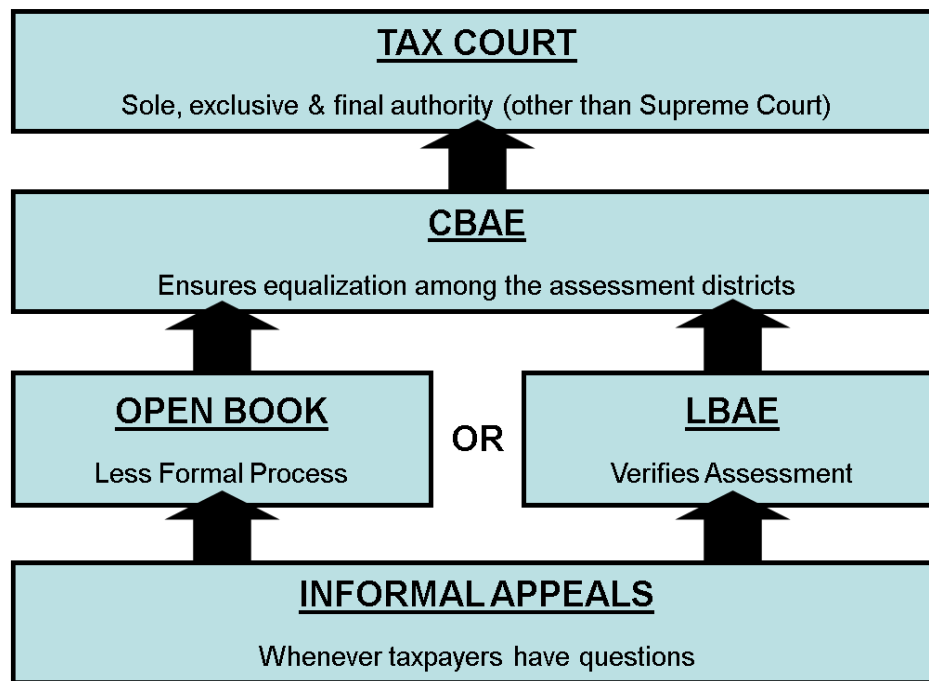 TAX COURT
Sole, exclusive & final authority (other than Supreme Court)
CBAE
Ensures equalization among the assessment districts
OPEN BOOK
Less Formal Process
OR
LBAE
Verifies Assessment
INFORMAL APPEALS
Whenever taxpayers have questions